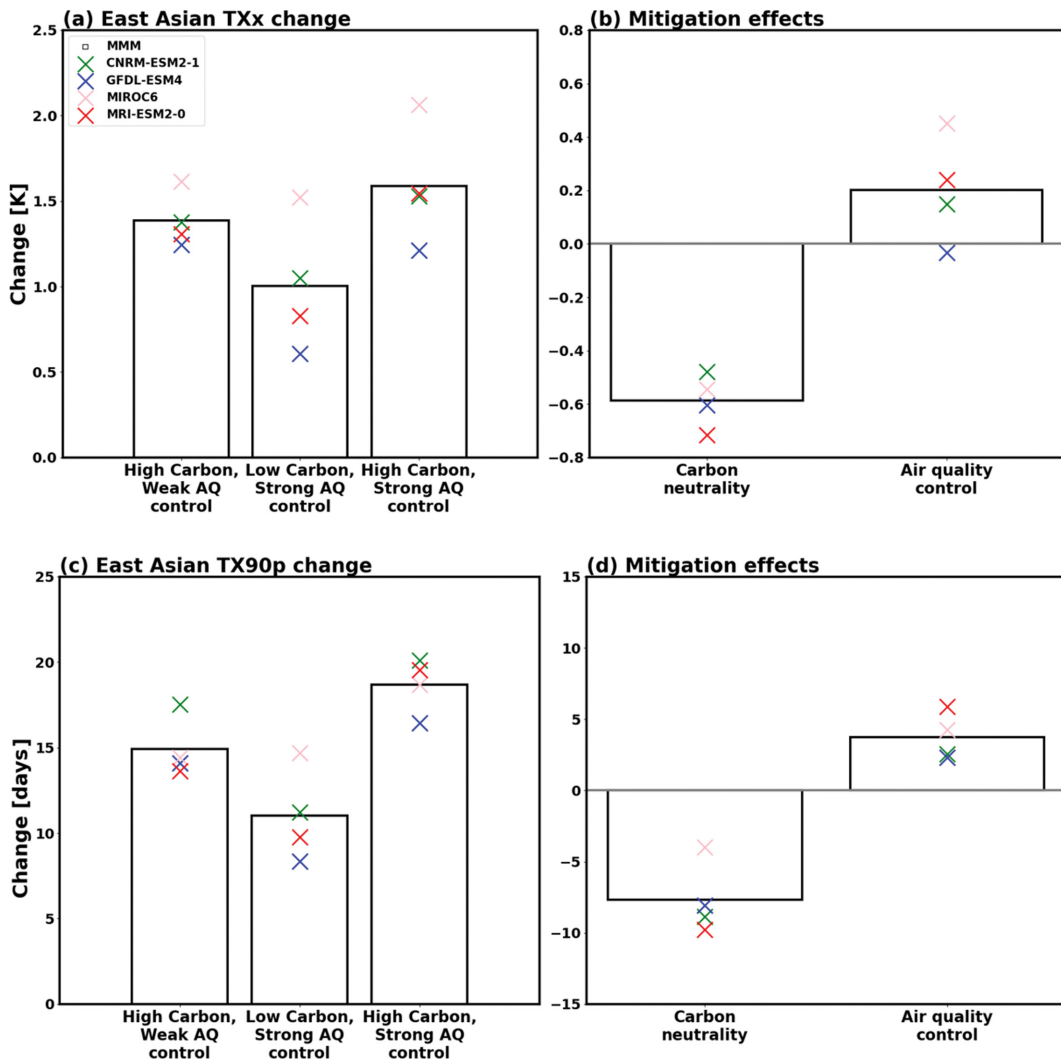 (a) East Asian TXx change
(b) Mitigation effects
2.5
2.0
1.5
1.0
0.5
0.0
Change [K]
MMM
CNRM-ESM2-1
GFDL-ESM4
MIROC6
MRI-ESM2-0
High Carbon, Low Carbon, High Carbon,
Weak AQ Strong AQ Strong AQ
control control control
0.8
0.6
0.4
0.2
0.0
−0.2
−0.4
−0.6
−0.8
Carbon Air quality
neutrality control
(c) East Asian TX90p change
(d) Mitigation effects
25
20
15
10
5
0
Change [days]
High Carbon, Low Carbon, High Carbon,
Weak AQ Strong AQ Strong AQ
control control control
15
10
5
0
−5
−10
−15
Carbon Air quality
neutrality control